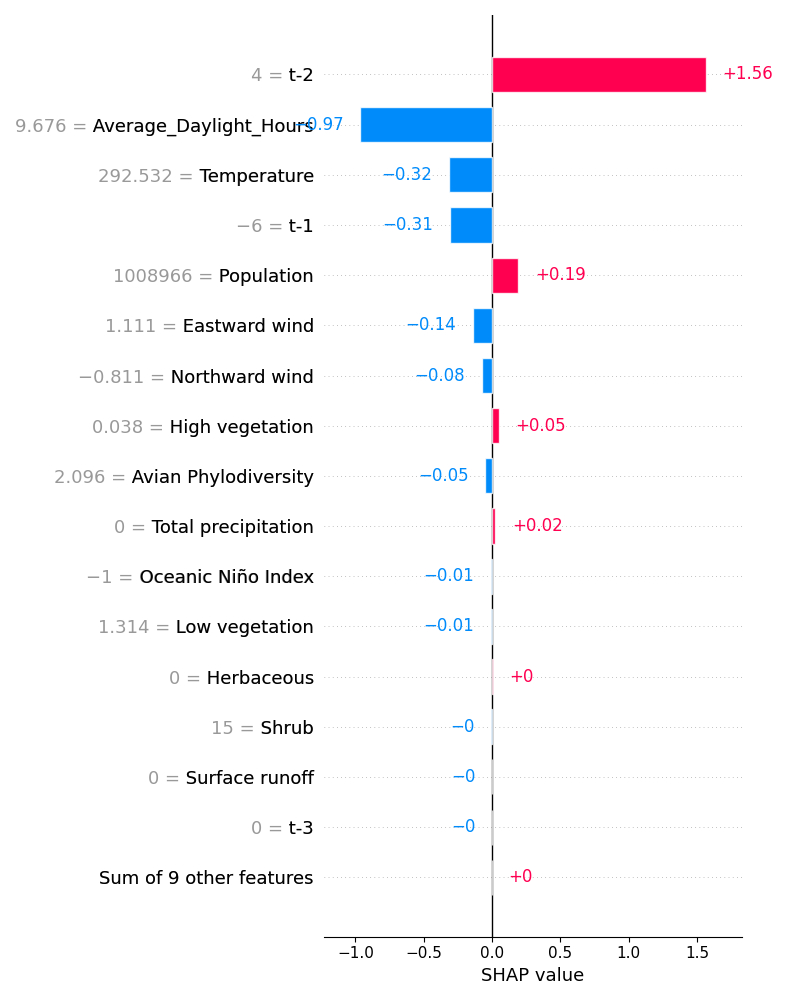 4 = t-2 +1.56
9.676 = Average_Daylight_Hours −0.97
292.532 = Temperature −0.32
−6 = t-1 −0.31
1008966 = Population +0.19
1.111 = Eastward wind −0.14
−0.811 = Northward wind −0.08
0.038 = High vegetation +0.05
2.096 = Avian Phylodiversity −0.05
0 = Total precipitation +0.02
−1 = Oceanic Niño Index −0.01
1.314 = Low vegetation −0.01
0 = Herbaceous +0
15 = Shrub −0
0 = Surface runoff −0
0 = t-3 −0
Sum of 9 other features +0
−1.0 −0.5 0.0 0.5 1.0 1.5
SHAP value